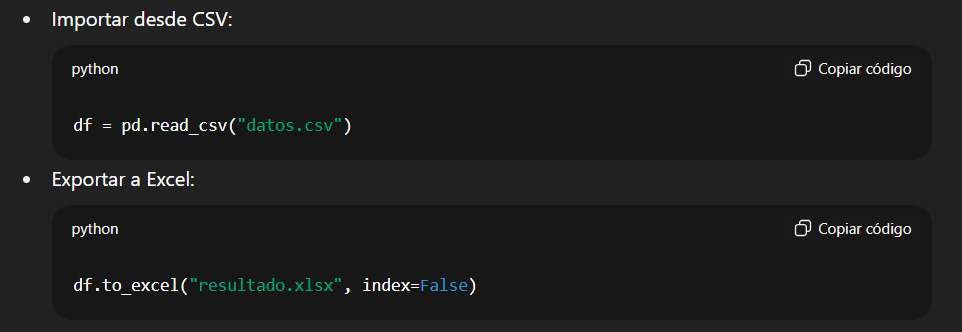 Importar desde CSV:
python Copiar código
df = pd.read_csv("datos.csv")
Exportar a Excel:
python Copiar código
df.to_excel("resultado.xlsx", index=False)